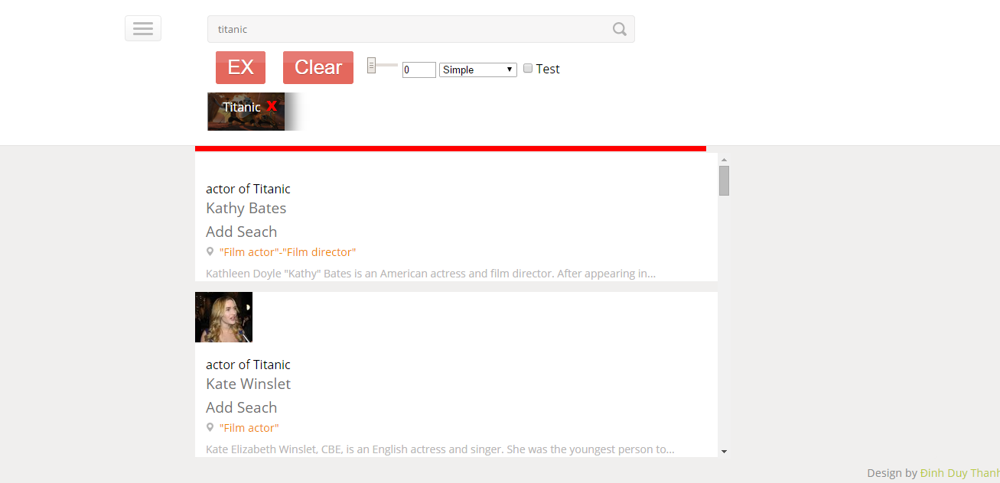 titanic
EX Clear 0 Simple Test
Titanic X
actor of Titanic
Kathy Bates
Add Seach
"Film actor"-"Film director"
Kathleen Doyle "Kathy" Bates is an American actress and film director. After appearing in...
actor of Titanic
Kate Winslet
Add Seach
"Film actor"
Kate Elizabeth Winslet, CBE, is an English actress and singer. She was the youngest person to...
Design by Đinh Duy Thanh